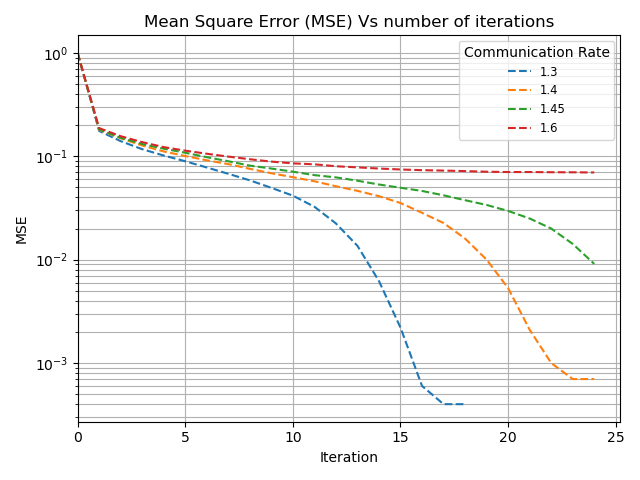 Mean Square Error (MSE) Vs number of iterations
Communication Rate
1.3
1.4
1.45
1.6
MSE
10⁰
10⁻¹
10⁻²
10⁻³
0 5 10 15 20 25
Iteration